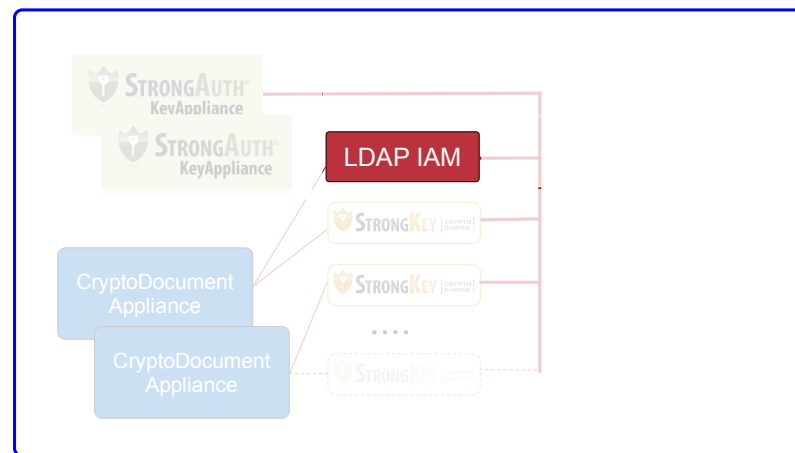 STRONGAUTH®
KeyAppliance
STRONGAUTH®
KeyAppliance
LDAP IAM
STRONGKEY CRYPTO ENGINE
CryptoDocument
Appliance
STRONGKEY CRYPTO ENGINE
....
CryptoDocument
Appliance
STRONGKEY